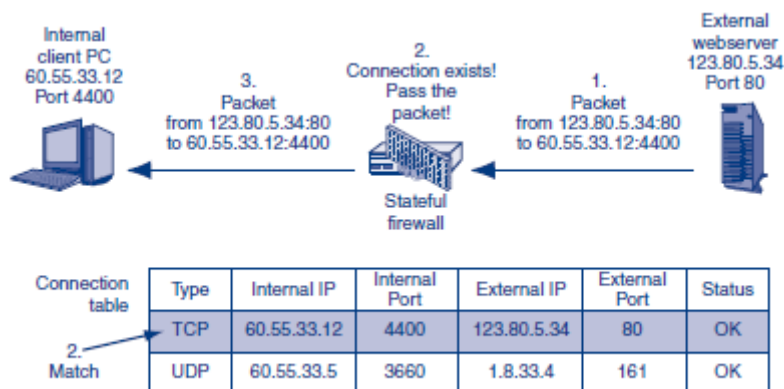 Internal
client PC
60.55.33.12
Port 4400
3.
Packet
from 123.80.5.34:80
to 60.55.33.12:4400
2.
Connection exists!
Pass the
packet!
Stateful
firewall
1.
Packet
from 123.80.5.34:80
to 60.55.33.12:4400
External
webserver
123.80.5.34
Port 80
Connection
table
2.
Match
Type Internal IP Internal Port External IP External Port Status
TCP 60.55.33.12 4400 123.80.5.34 80 OK
UDP 60.55.33.5 3660 1.8.33.4 161 OK